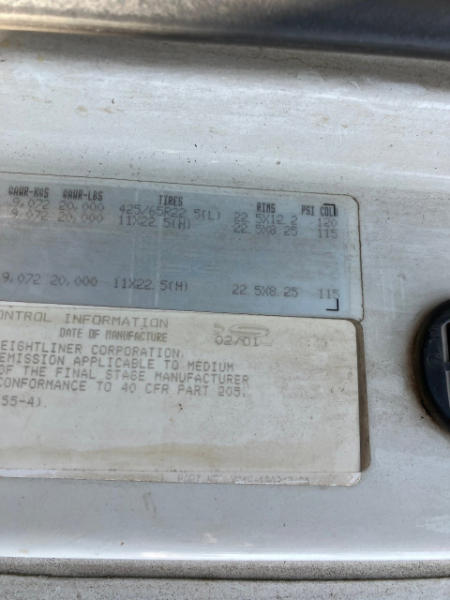 GAWR-KGS GAWR-LBS TIRES RIMS PSI COLD
9,072 20,000 425/65R22.5(L) 22.5X12.2 120
9,072 20,000 11X22.5(H) 22.5X8.25 115
9,072 20,000 11X22.5(H) 22.5X8.25 115
CONTROL INFORMATION
DATE OF MANUFACTURE 02/01
EIGHTLINER CORPORATION.
EMISSION APPLICABLE TO MEDIUM
OF THE FINAL STAGE MANUFACTURER
CONFORMANCE TO 40 CFR PART 205.
55-4).